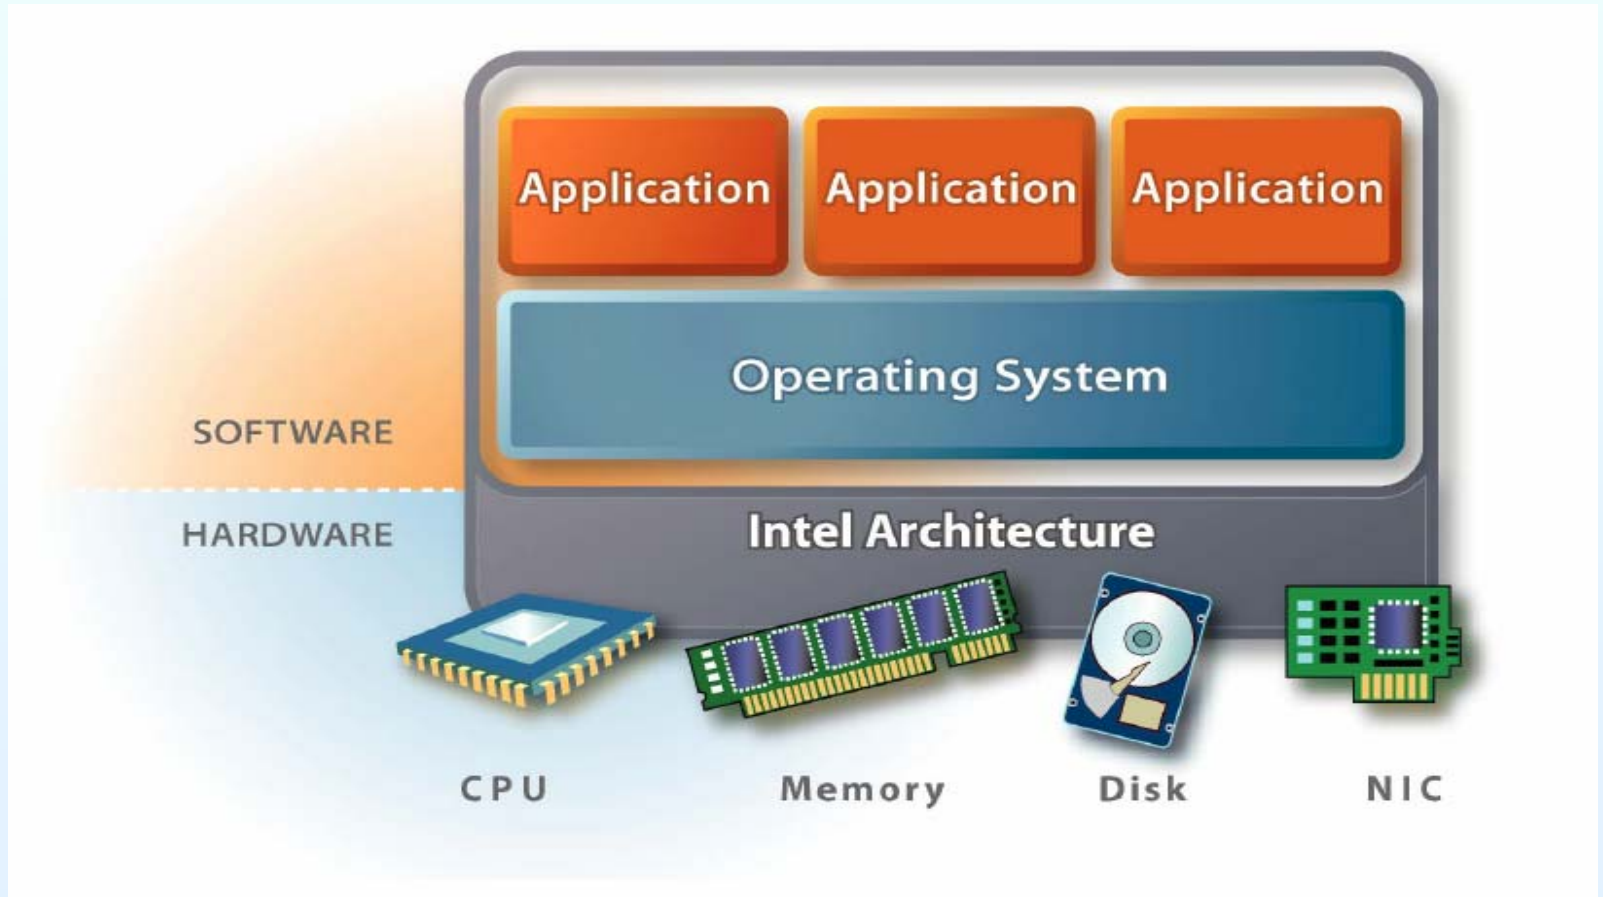 Application Application Application
Operating System
SOFTWARE
HARDWARE
Intel Architecture
CPU Memory Disk NIC